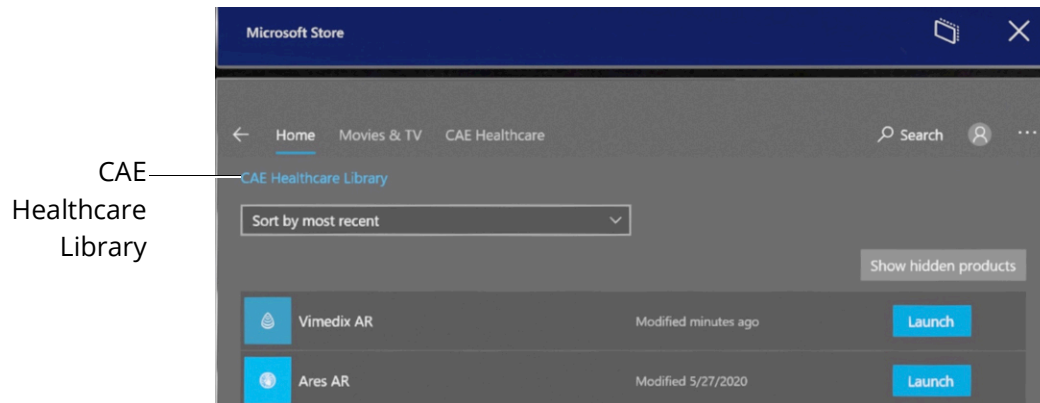 Microsoft Store
Home Movies & TV CAE Healthcare Search
CAE
Healthcare
Library
CAE Healthcare Library
Sort by most recent
Show hidden products
Vimedix AR Modified minutes ago Launch
Ares AR Modified 5/27/2020 Launch